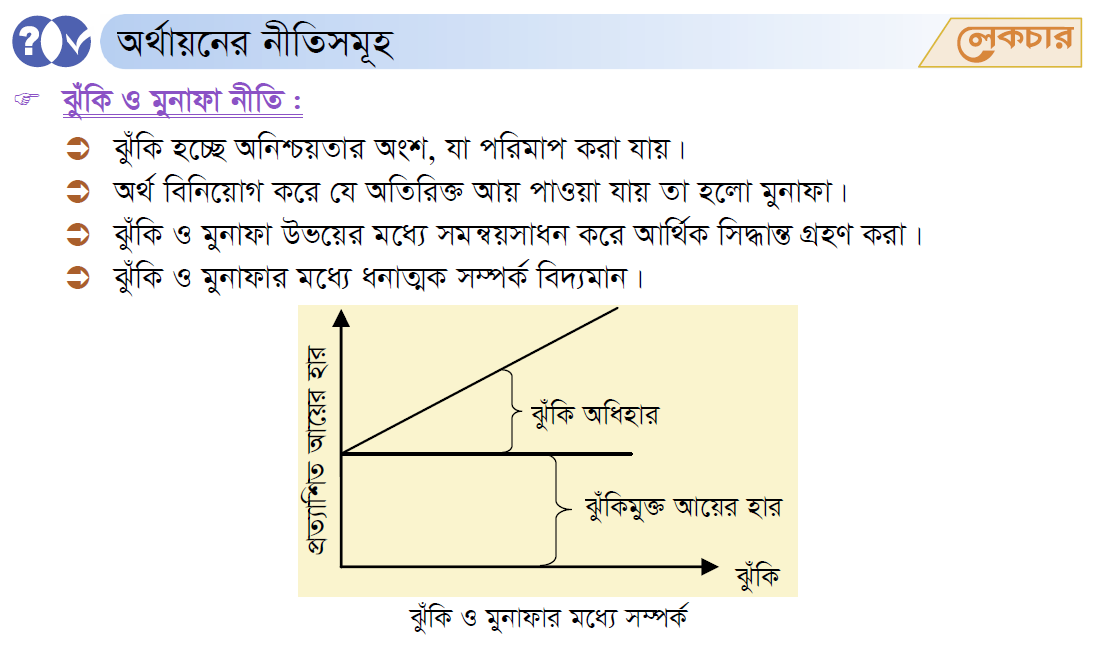 অর্থায়নের নীতিসমূহ
লেকচার
ঝুঁকি ও মুনাফা নীতি :
ঝুঁকি হচ্ছে অনিশ্চয়তার অংশ, যা পরিমাপ করা যায়।
অর্থ বিনিয়োগ করে যে অতিরিক্ত আয় পাওয়া যায় তা হলো মুনাফা।
ঝুঁকি ও মুনাফা উভয়ের মধ্যে সমন্বয়সাধন করে আর্থিক সিদ্ধান্ত গ্রহণ করা।
ঝুঁকি ও মুনাফার মধ্যে ধনাত্মক সম্পর্ক বিদ্যমান।
প্রত্যাশিত আয়ের হার
ঝুঁকি অধিহার
ঝুঁকিমুক্ত আয়ের হার
ঝুঁকি
ঝুঁকি ও মুনাফার মধ্যে সম্পর্ক